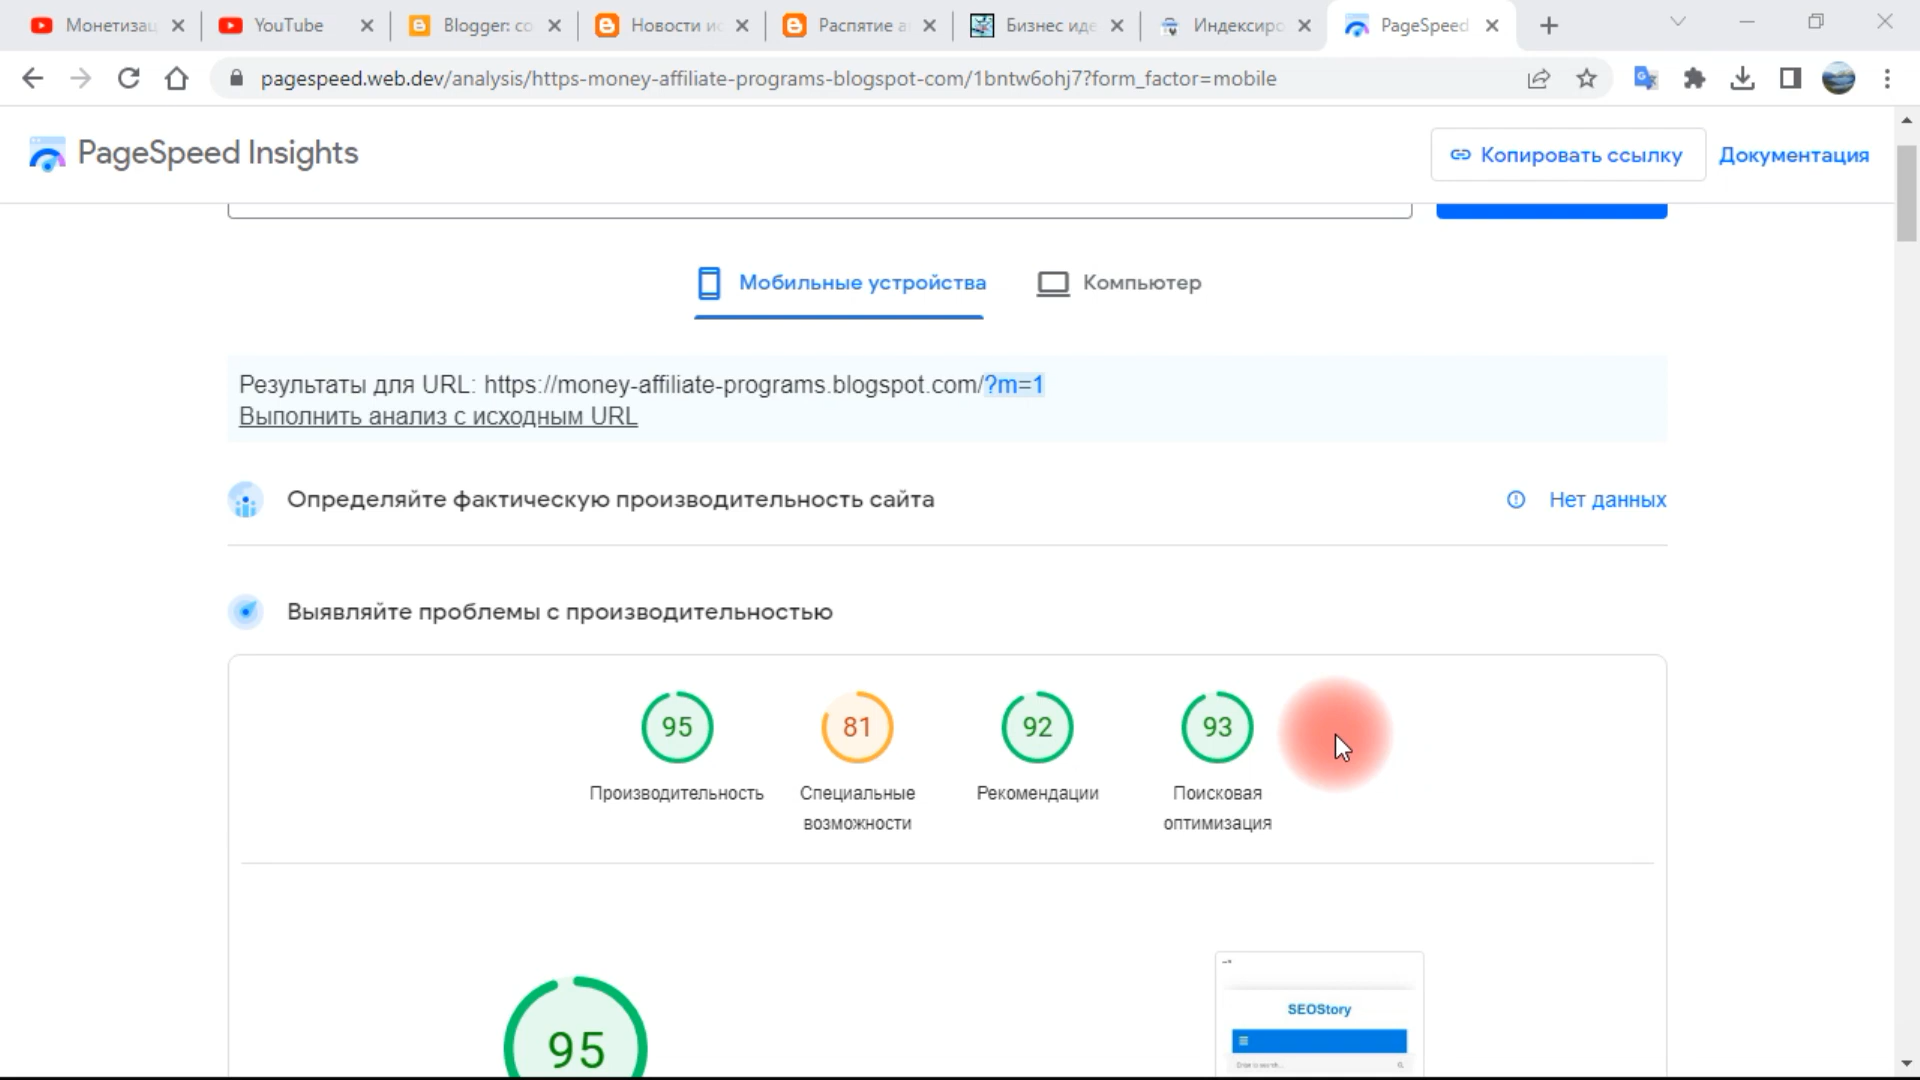 Монетизац
YouTube
Blogger: со
Новости ис
Распятие а
Бизнес иде
Индексиро
PageSpeed
pagespeed.web.dev/analysis/https-money-affiliate-programs-blogspot-com/1bntw6ohj7?form_factor=mobile
PageSpeed Insights
Копировать ссылку
Документация
Мобильные устройства
Компьютер
Результаты для URL: https://money-affiliate-programs.blogspot.com/?m=1
Выполнить анализ с исходным URL
Определяйте фактическую производительность сайта
Нет данных
Выявляйте проблемы с производительностью
95
81
92
93
Производительность
Специальные
возможности
Рекомендации
Поисковая
оптимизация
95
SEOStory